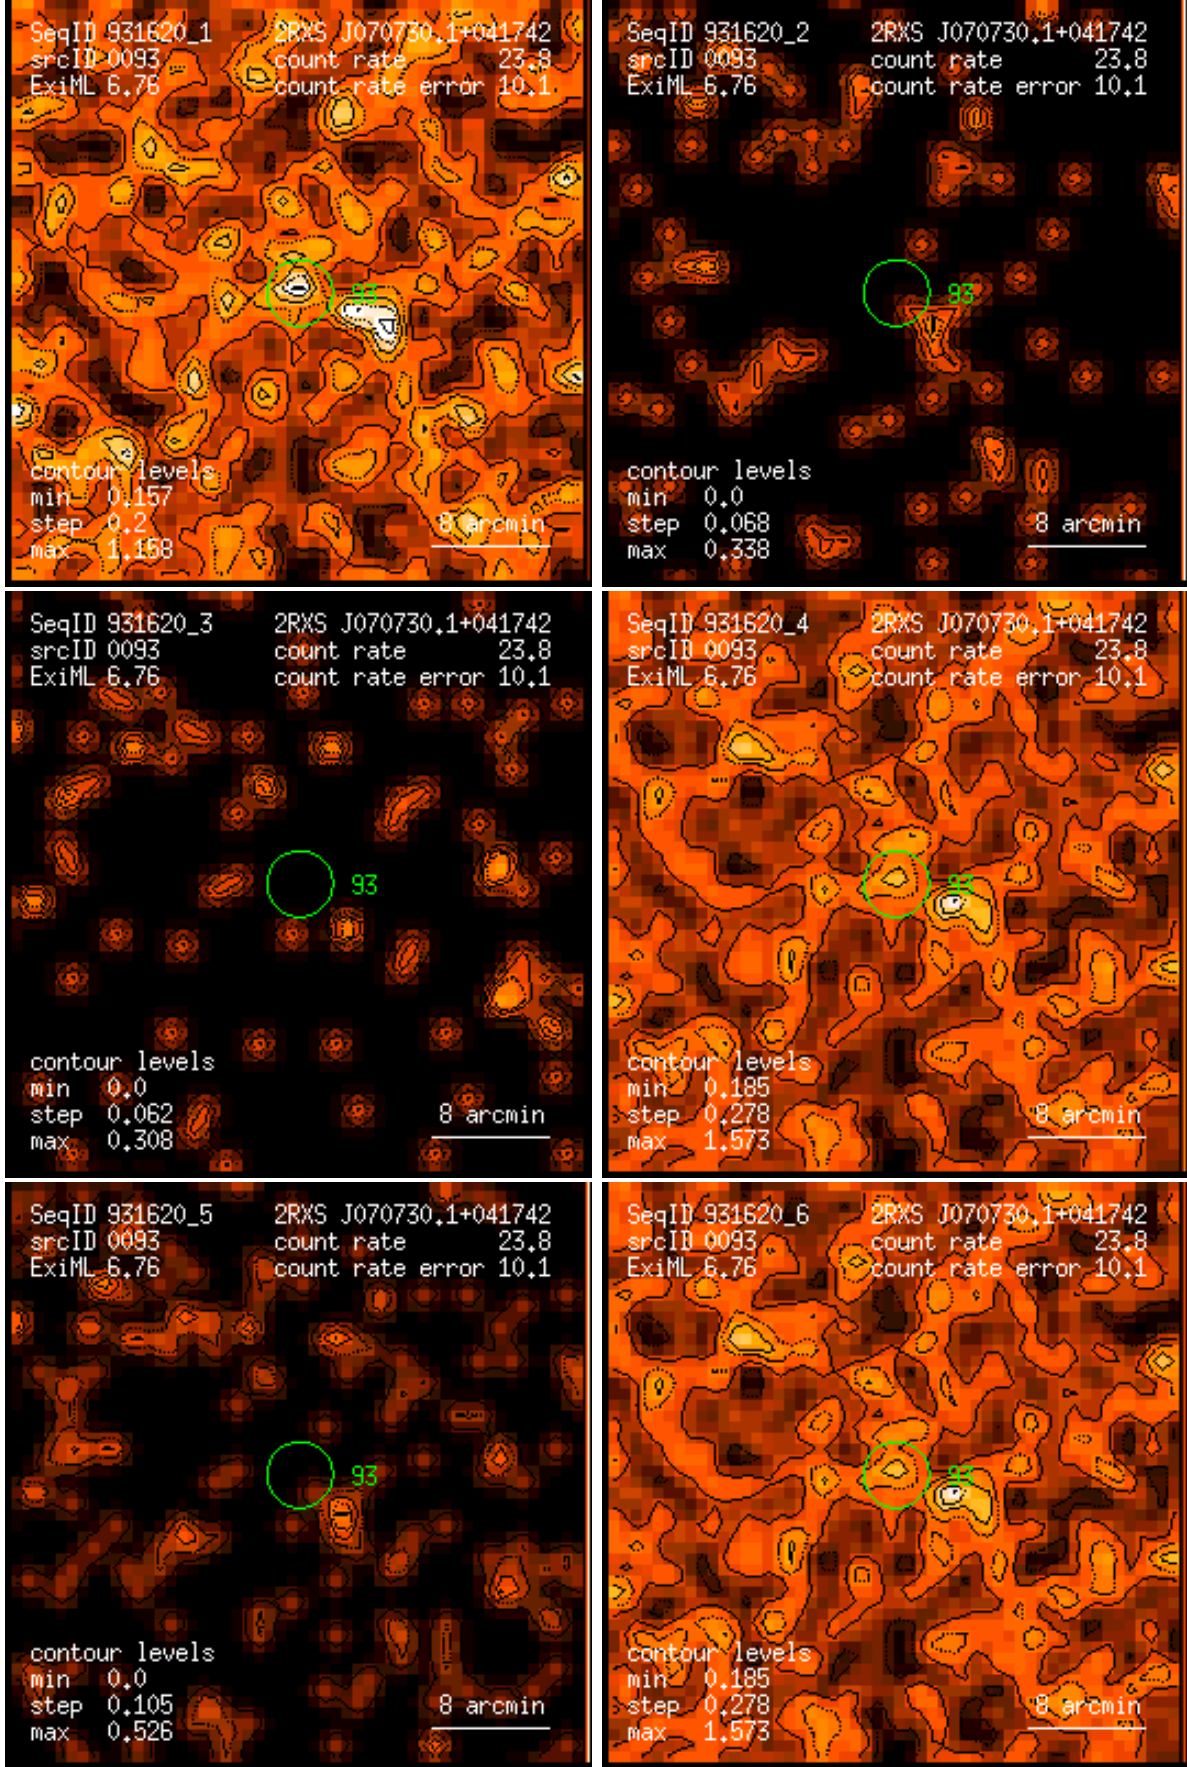 SeqID 931620_1 2RXS J070730.1+041742
srcID 0093 count rate 23.8
ExiML 6.76 count rate error 10.1
93
contour levels
min 0.157
step 0.2 8 arcmin
max 1.158
SeqID 931620_2 2RXS J070730.1+041742
srcID 0093 count rate 23.8
ExiML 6.76 count rate error 10.1
93
contour levels
min 0.0
step 0.068 8 arcmin
max 0.338
SeqID 931620_3 2RXS J070730.1+041742
srcID 0093 count rate 23.8
ExiML 6.76 count rate error 10.1
93
contour levels
min 0.0
step 0.062 8 arcmin
max 0.308
SeqID 931620_4 2RXS J070730.1+041742
srcID 0093 count rate 23.8
ExiML 6.76 count rate error 10.1
93
contour levels
min 0.185
step 0.278 8 arcmin
max 1.573
SeqID 931620_5 2RXS J070730.1+041742
srcID 0093 count rate 23.8
ExiML 6.76 count rate error 10.1
93
contour levels
min 0.0
step 0.105 8 arcmin
max 0.526
SeqID 931620_6 2RXS J070730.1+041742
srcID 0093 count rate 23.8
ExiML 6.76 count rate error 10.1
93
contour levels
min 0.185
step 0.278 8 arcmin
max 1.573